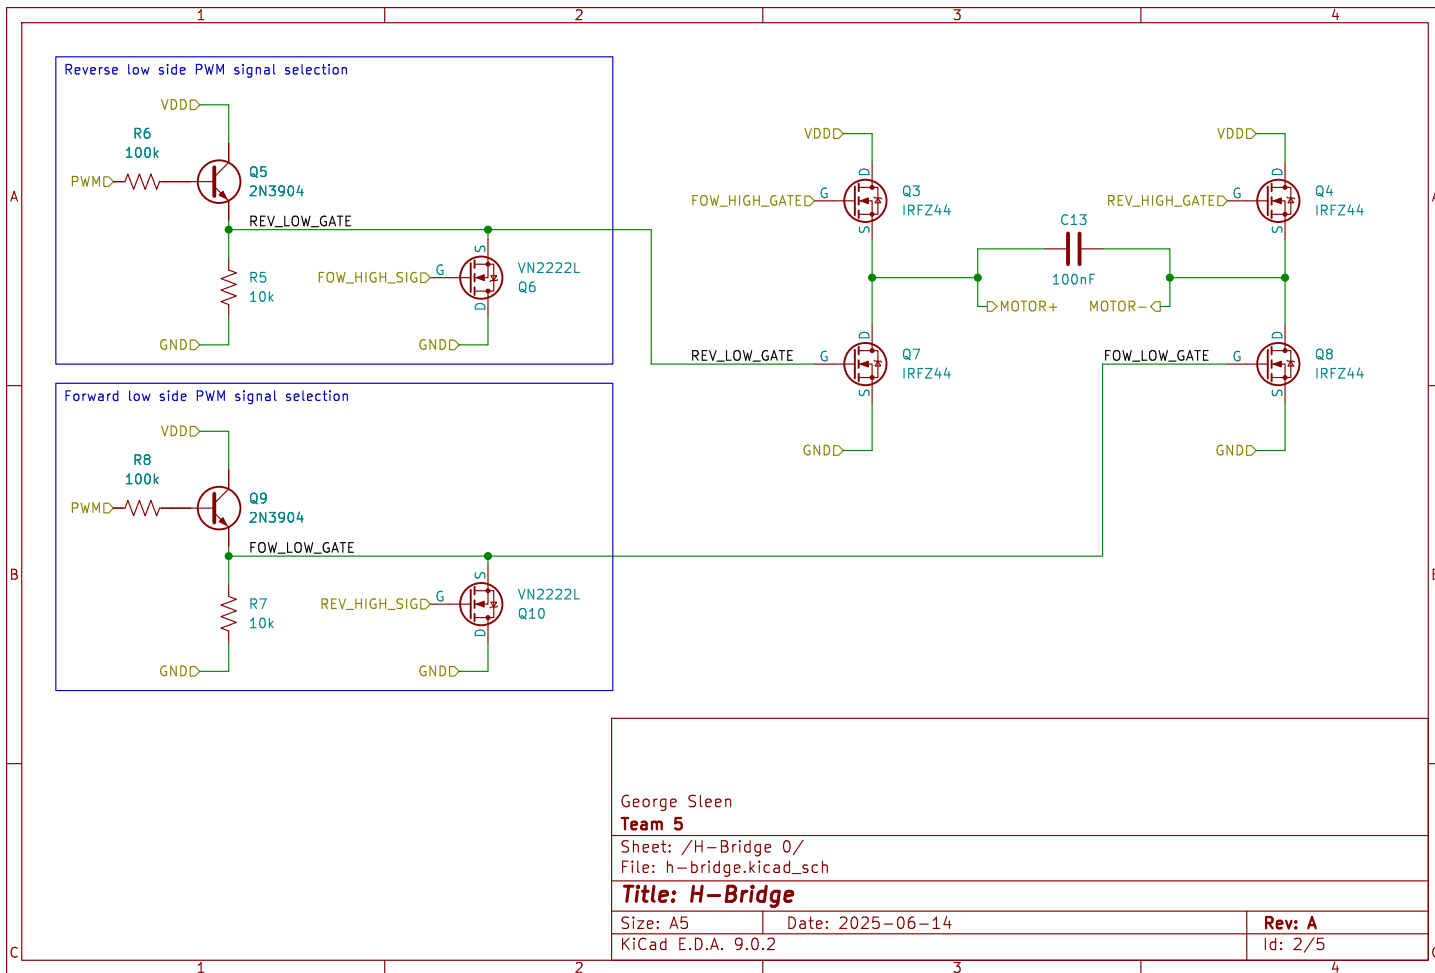 1 2 3 4
Reverse low side PWM signal selection
VDD
R6
100k
PWM
Q5
2N3904
REV_LOW_GATE
R5
10k
GND
FOW_HIGH_SIG
G
S
D
VN2222L
Q6
GND
Forward low side PWM signal selection
VDD
R8
100k
PWM
Q9
2N3904
FOW_LOW_GATE
R7
10k
GND
REV_HIGH_SIG
G
S
D
VN2222L
Q10
GND
VDD
FOW_HIGH_GATE
G
D
S
Q3
IRFZ44
C13
100nF
MOTOR+
MOTOR-
VDD
REV_HIGH_GATE
G
D
S
Q4
IRFZ44
REV_LOW_GATE
G
D
S
Q7
IRFZ44
GND
FOW_LOW_GATE
G
D
S
Q8
IRFZ44
GND
A
B
C
A
George Sleen
Team 5
Sheet: /H-Bridge 0/
File: h-bridge.kicad_sch
Title: H-Bridge
Size: A5
Date: 2025-06-14
Rev: A
KiCad E.D.A. 9.0.2
Id: 2/5
1 2 3 4